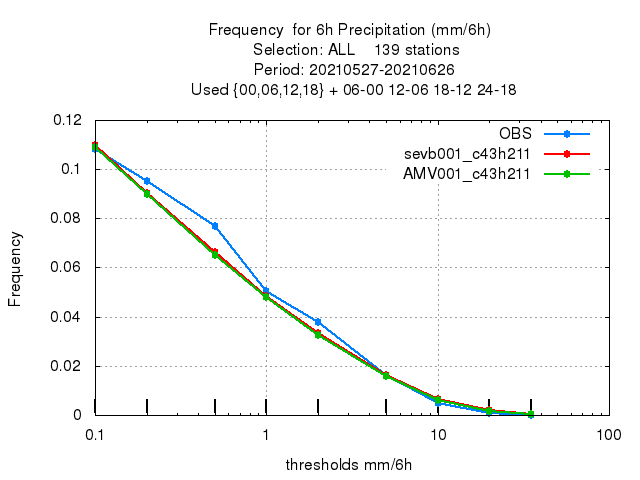 Frequency for 6h Precipitation (mm/6h)
Selection: ALL 139 stations
Period: 20210527-20210626
Used {00,06,12,18} + 06-00 12-06 18-12 24-18
0.12
0.1
0.08
0.06
0.04
0.02
0
Frequency
OBS
sevb001_c43h211
AMV001_c43h211
0.1 1 10 100
thresholds mm/6h